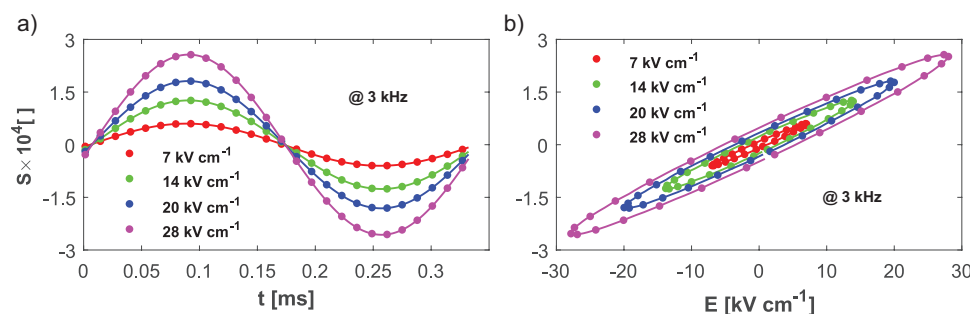 a)
S× 10⁴]
3
1.5
0
-1.5
-3
@ 3 kHz
7 kV cm⁻¹
14 kV cm⁻¹
20 kV cm⁻¹
28 kV cm⁻¹
0
0.05
0.1
0.15
0.2
0.25
0.3
t [ms]
b)
3
1.5
0
-1.5
-3
7 kV cm⁻¹
14 kV cm⁻¹
20 kV cm⁻¹
28 kV cm⁻¹
@ 3 kHz
-30
-20
-10
0
10
20
30
E [kV cm⁻¹]